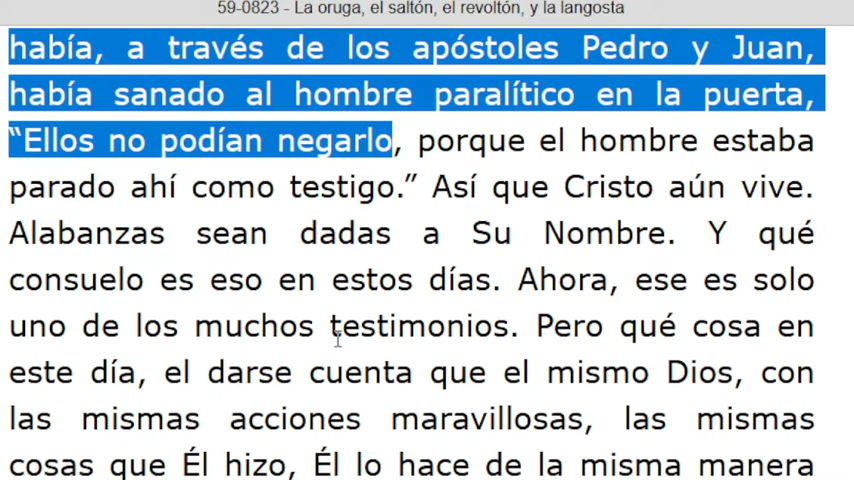 59-0823 - La oruga, el saltón, el revoltón, y la langosta
había, a través de los apóstoles Pedro y Juan,
había sanado al hombre paralítico en la puerta,
“Ellos no podían negarlo, porque el hombre estaba
parado ahí como testigo.” Así que Cristo aún vive.
Alabanzas sean dadas a Su Nombre. Y qué
consuelo es eso en estos días. Ahora, ese es solo
uno de los muchos testimonios. Pero qué cosa en
este día, el darse cuenta que el mismo Dios, con
las mismas acciones maravillosas, las mismas
cosas que Él hizo, Él lo hace de la misma manera